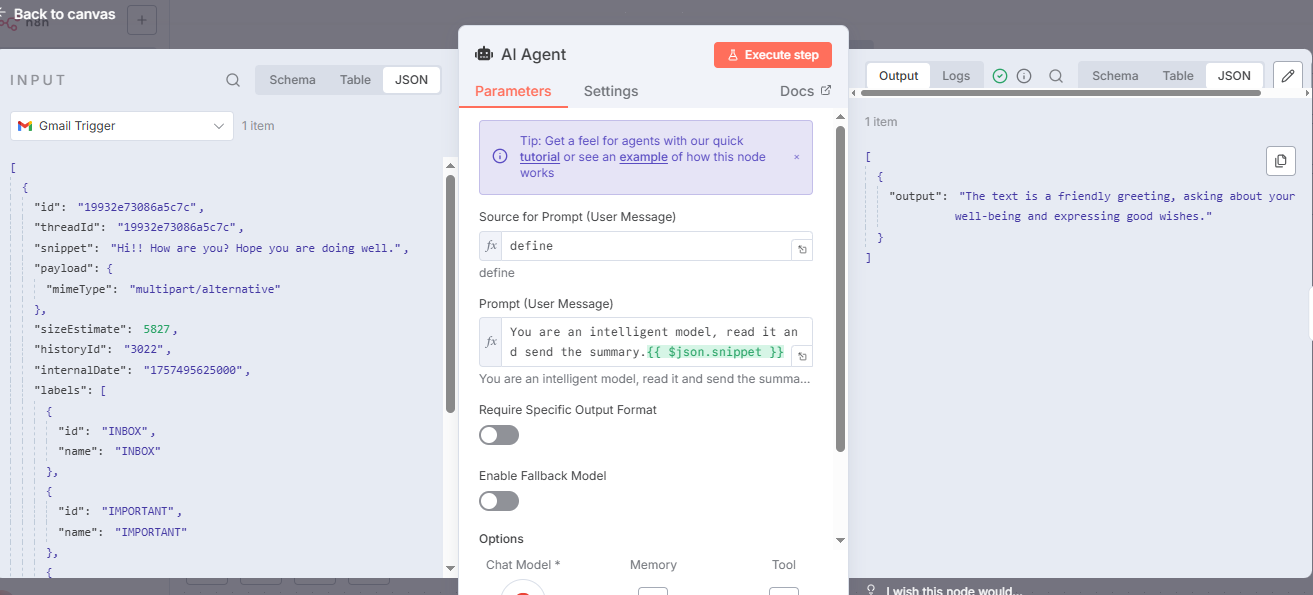 Back to canvas
n8n
+
INPUT
Schema
Table
JSON
Gmail Trigger
1 item
[
{
"id": "19932e73086a5c7c",
"threadId": "19932e73086a5c7c",
"snippet": "Hi!! How are you? Hope you are doing well.",
"payload": {
"mimeType": "multipart/alternative"
},
"sizeEstimate": 5827,
"historyId": "3022",
"internalDate": "1757495625000",
"labels": [
{
"id": "INBOX",
"name": "INBOX"
},
{
"id": "IMPORTANT",
"name": "IMPORTANT"
},
{
AI Agent
Execute step
Parameters
Settings
Docs
Tip: Get a feel for agents with our quick
tutorial or see an example of how this node
works
×
Source for Prompt (User Message)
fx
define
define
Prompt (User Message)
fx
You are an intelligent model, read it an
d send the summary.{{ $json.snippet }}
You are an intelligent model, read it and send the summa...
Require Specific Output Format
Enable Fallback Model
Options
Chat Model *
Memory
Tool
Output
Logs
Schema
Table
JSON
1 item
[
{
"output": "The text is a friendly greeting, asking about your
well-being and expressing good wishes."
}
]
I wish this node would...